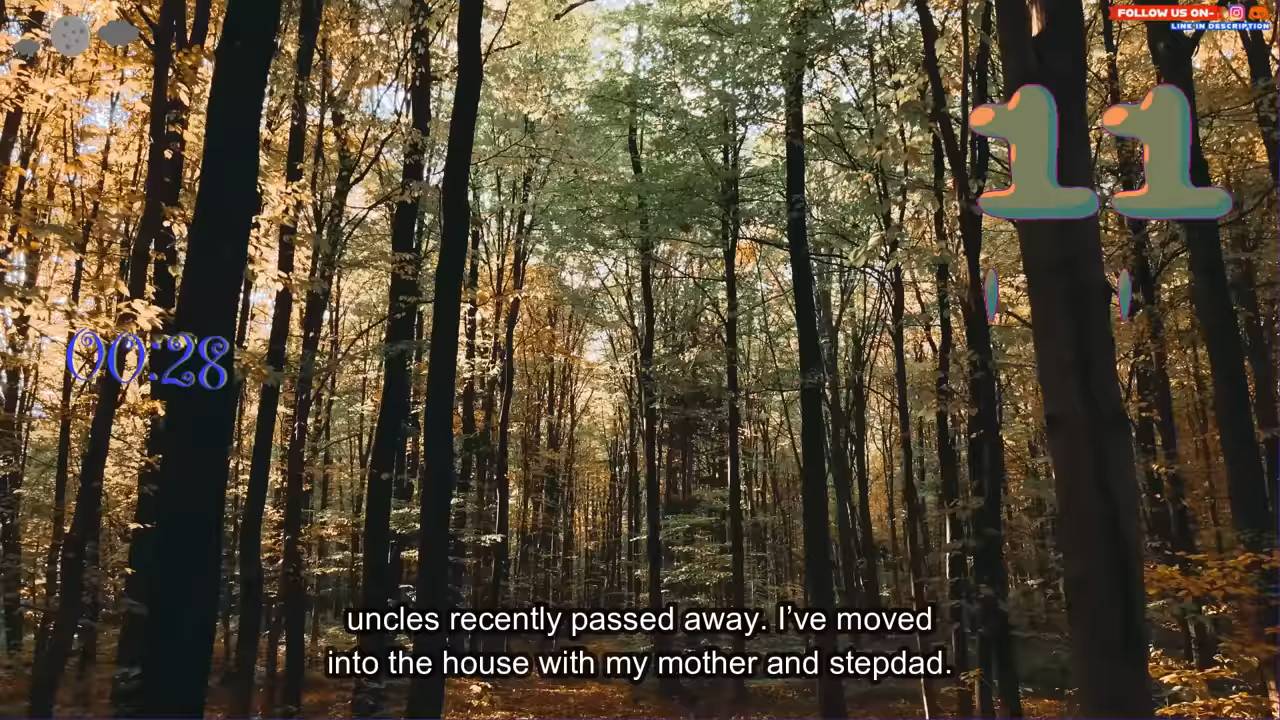 FOLLOW US ON-
LINK IN DESCRIPTION
11
00:28
uncles recently passed away. I’ve moved
into the house with my mother and stepdad.